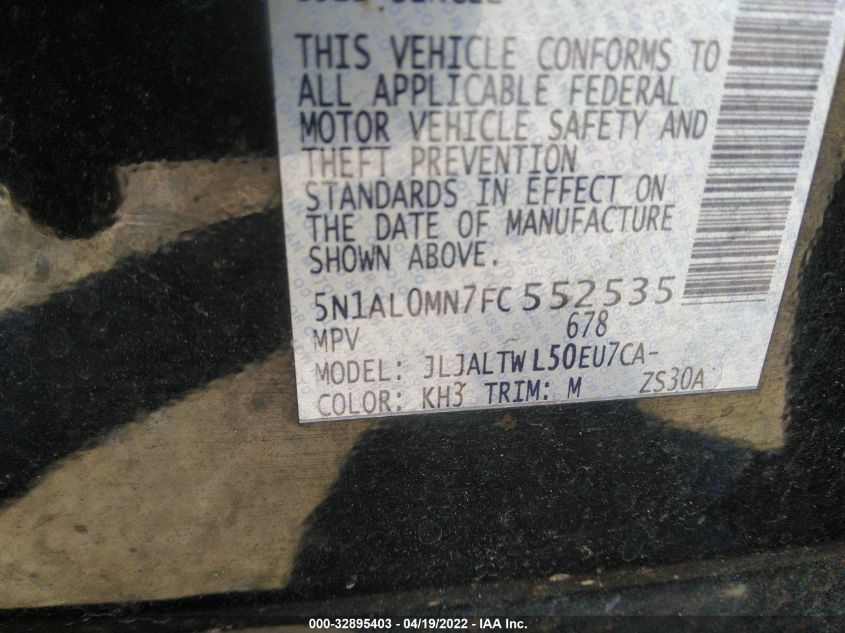 THIS VEHICLE CONFORMS TO
ALL APPLICABLE FEDERAL
MOTOR VEHICLE SAFETY AND
THEFT PREVENTION
STANDARDS IN EFFECT ON
THE DATE OF MANUFACTURE
SHOWN ABOVE.
5N1AL0MN7FC552535
MPV 678
MODEL: JLJALTWL50EU7CA-
COLOR: KH3 TRIM: M ZS30A
000-32895403 - 04/19/2022 - IAA Inc.